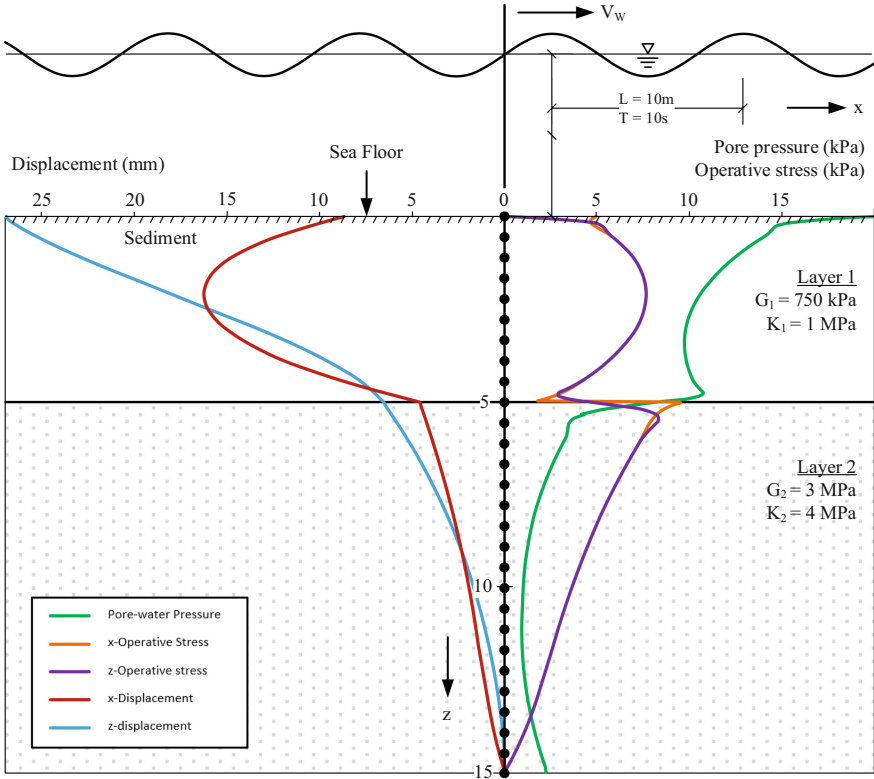 V_W
L = 10m
T = 10s
x
Displacement (mm)
Sea Floor
Pore pressure (kPa)
Operative stress (kPa)
25 20 15 10 5 0 5 10 15
Sediment
Layer 1
G₁ = 750 kPa
K₁ = 1 MPa
5
Layer 2
G₂ = 3 MPa
K₂ = 4 MPa
10
Pore-water Pressure
x-Operative Stress
z-Operative stress
x-Displacement
z-displacement
z
15